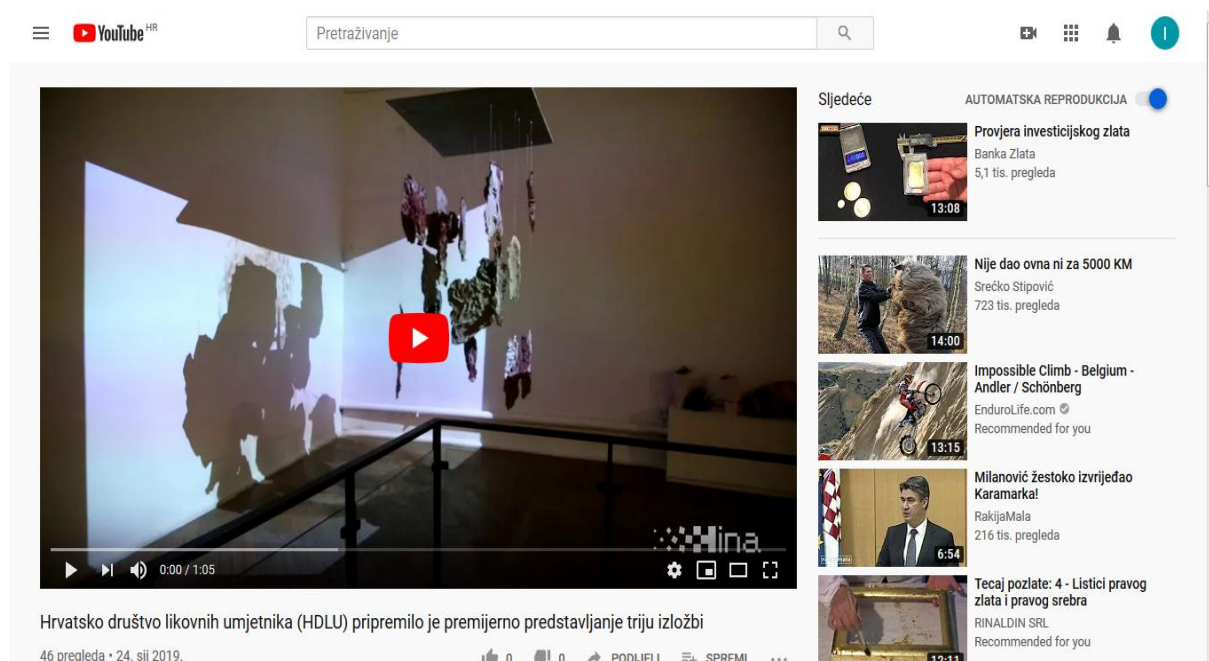 YouTube HR
Pretraživanje
I
Sljedeće
AUTOMATSKA REPRODUKCIJA
Provjera investicijskog zlata
Banka Zlata
5,1 tis. pregleda
13:08
Nije dao ovna ni za 5000 KM
Srećko Stipović
723 tis. pregleda
14:00
Impossible Climb - Belgium -
Andler / Schönberg
EnduroLife.com
Recommended for you
13:15
Milanović žestoko izvrijeđao
Karamarka!
RakijaMala
216 tis. pregleda
6:54
Tecaj pozlate: 4 - Listici pravog
zlata i pravog srebra
RINALDIN SRL
Recommended for you
12:11
Hina
0:00 / 1:05
Hrvatsko društvo likovnih umjetnika (HDLU) pripremilo je premijerno predstavljanje triju izložbi
46 pregleda • 24. sij 2019.
0 0 PODIJELI SPREMI ...